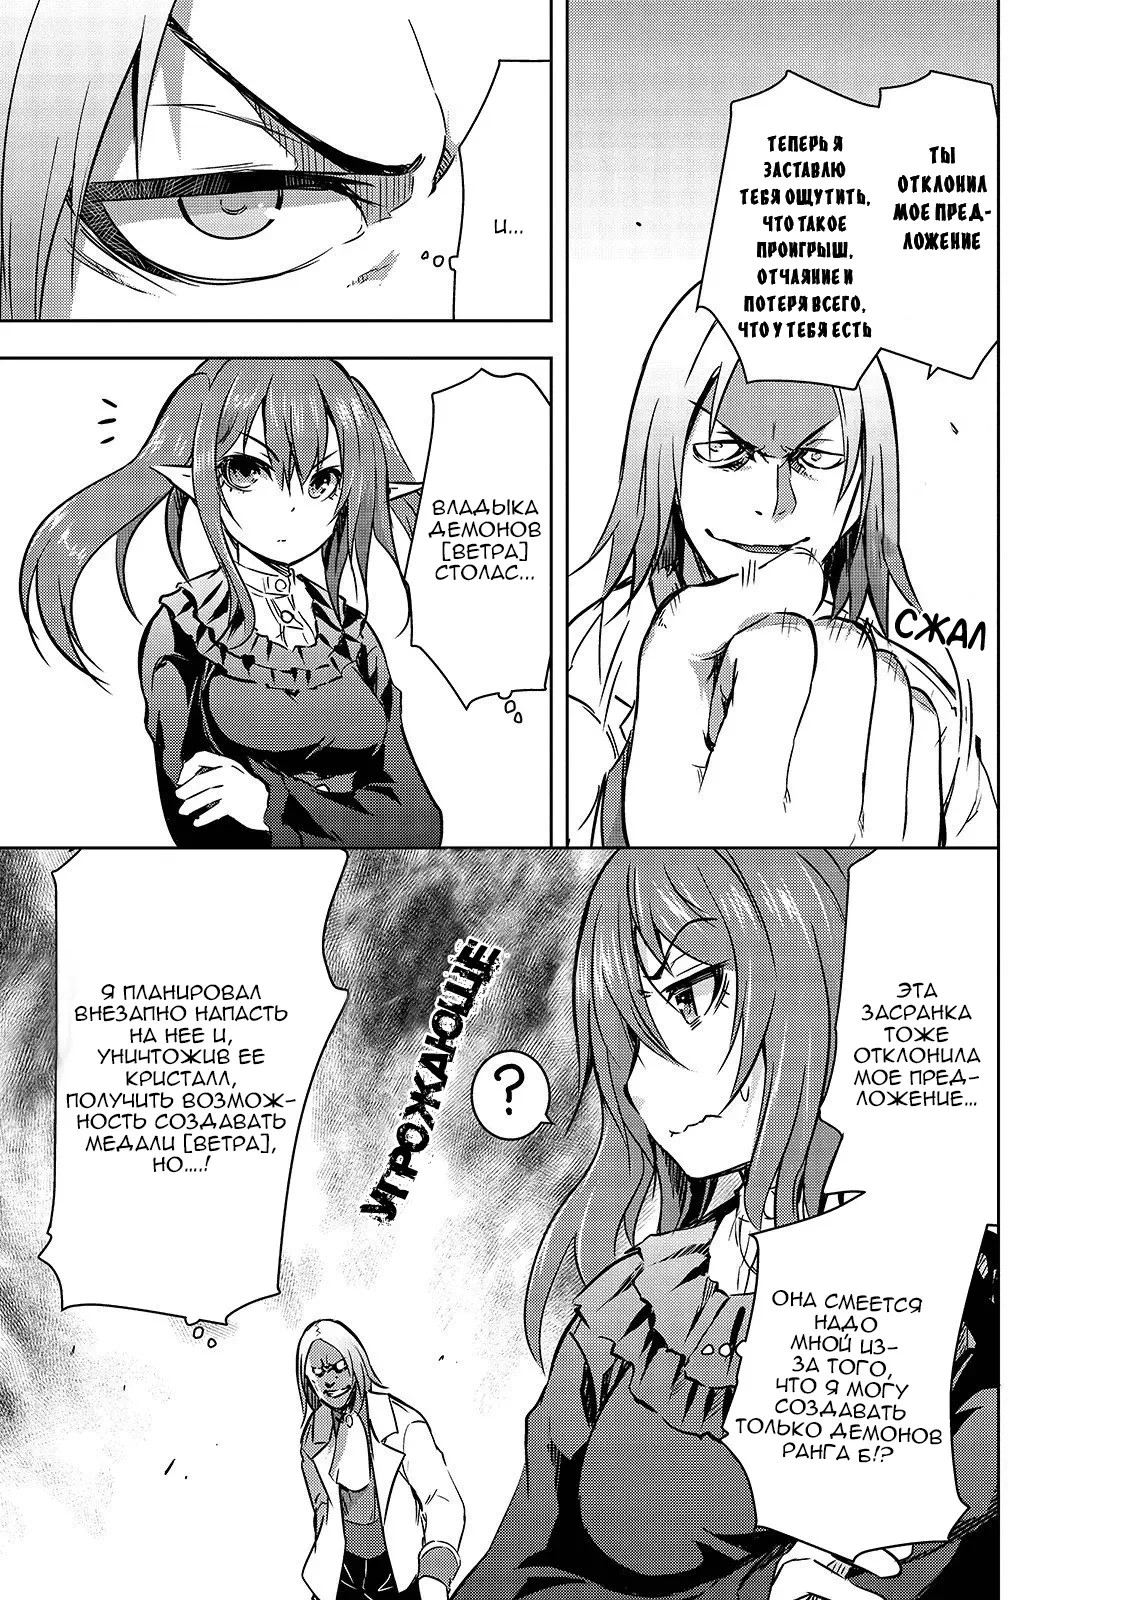 ТЫ
ОТКЛОНИЛ
МОЕ ПРЕД-
ЛОЖЕНИЕ
ТЕПЕРЬ Я
ЗАСТАВЛЮ
ТЕБЯ ОЩУТИТЬ,
ЧТО ТАКОЕ
ПРОИГРЫШ,
ОТЧАЯНИЕ И
ПОТЕРЯ ВСЕГО,
ЧТО У ТЕБЯ ЕСТЬ
СЖАЛ
И...
ВЛАДЫКА
ДЕМОНОВ
[ВЕТРА]
СТОЛАС...
ЭТА
ЗАСРАНКА
ТОЖЕ
ОТКЛОНИЛА
МОЕ ПРЕД-
ЛОЖЕНИЕ...
ОНА СМЕЕТСЯ
НАДО
МНОЙ ИЗ-
ЗА ТОГО,
ЧТО Я МОГУ
СОЗДАВАТЬ
ТОЛЬКО ДЕМОНОВ
РАНГА Б!?
?
УГРОЖАЮЩЕ
Я ПЛАНИРОВАЛ
ВНЕЗАПНО НАПАСТЬ
НА НЕЕ И,
УНИЧТОЖИВ ЕЕ
КРИСТАЛЛ,
ПОЛУЧИТЬ ВОЗМОЖ-
НОСТЬ СОЗДАВАТЬ
МЕДАЛИ [ВЕТРА],
НО....!